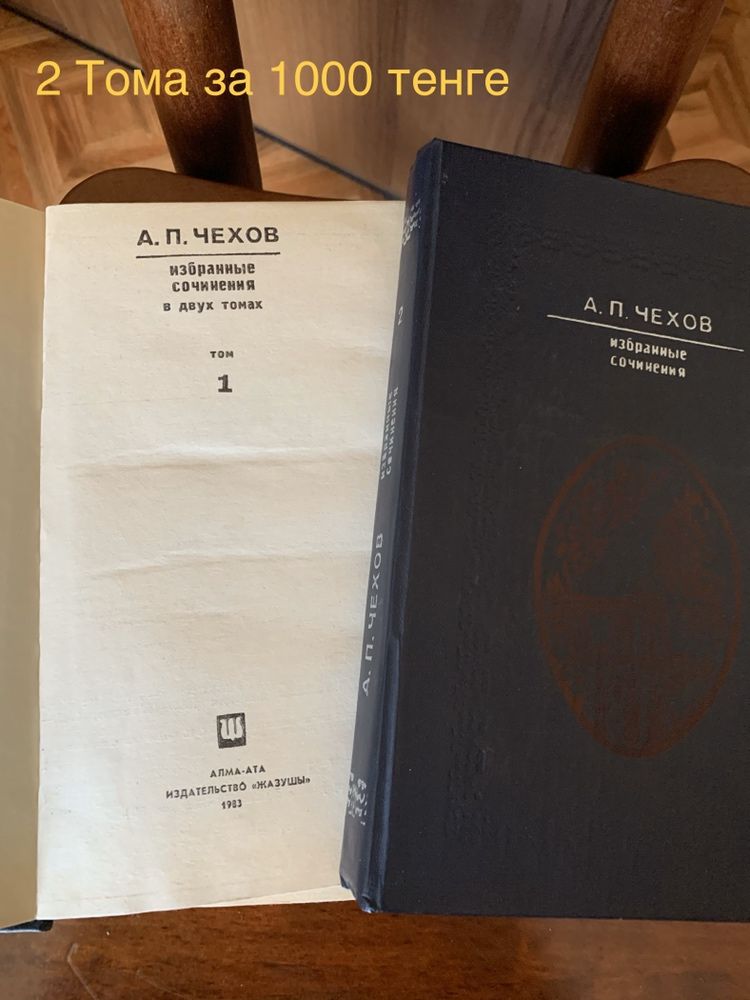 2 Тома за 1000 тенге
А. П. ЧЕХОВ
избранные
сочинения
в двух томах
том
1
АЛМА-АТА
ИЗДАТЕЛЬСТВО «ЖАЗУШЫ»
1983
2
избранные
сочинения
А. П. ЧЕХОВ
А. П. ЧЕХОВ
избранные
сочинения